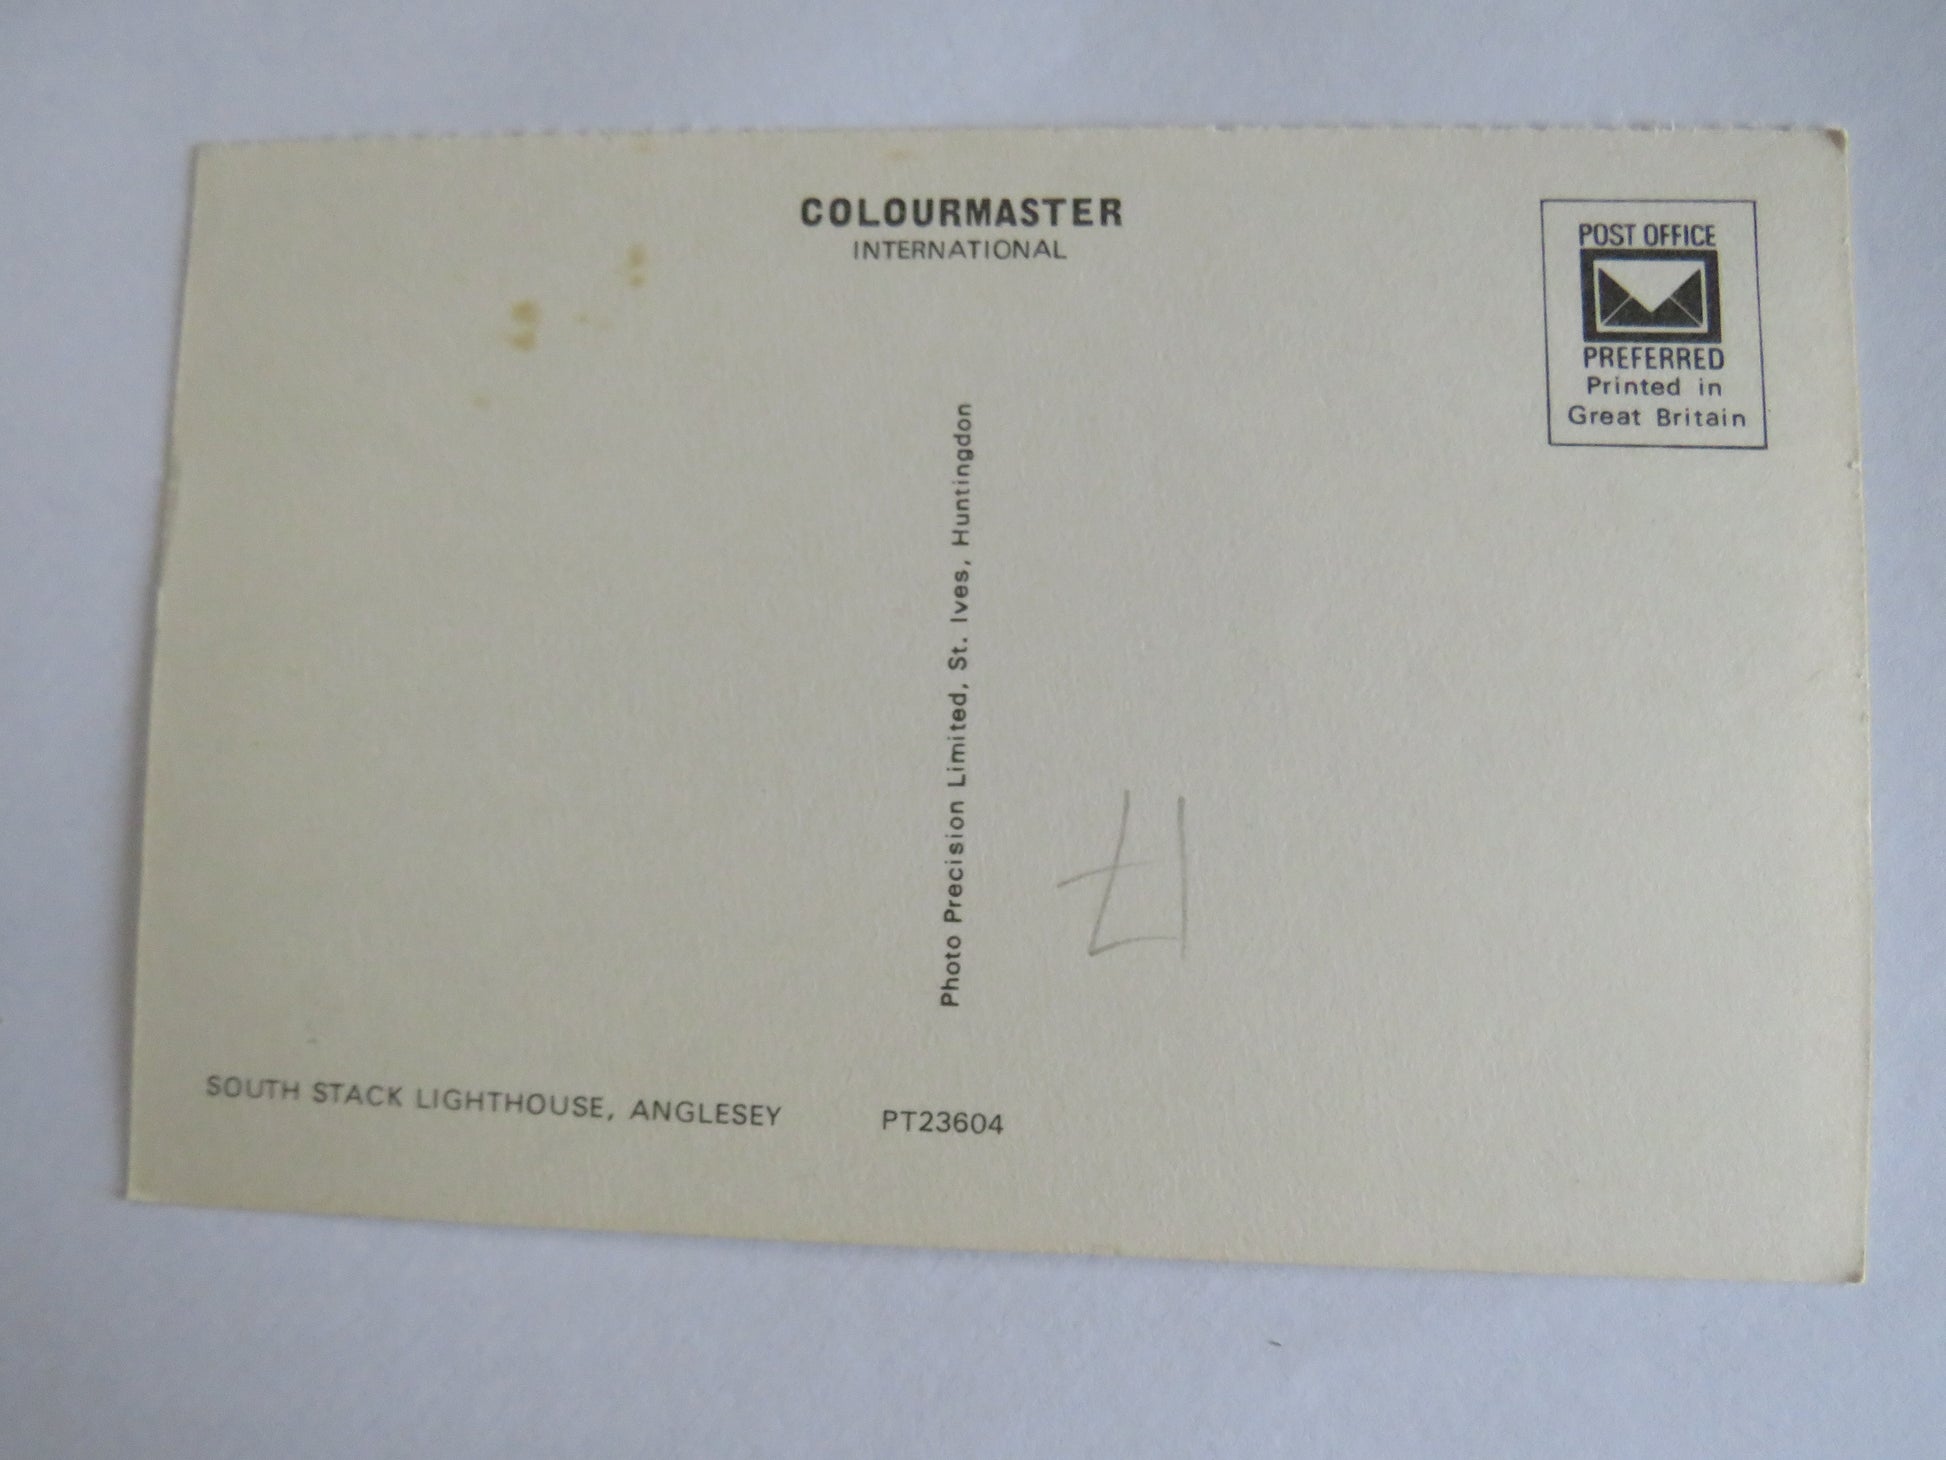 COLOURMASTER
INTERNATIONAL
POST OFFICE
PREFERRED
Printed in
Great Britain
Photo Precision Limited, St. Ives, Huntingdon
£1
SOUTH STACK LIGHTHOUSE, ANGLESEY PT23604